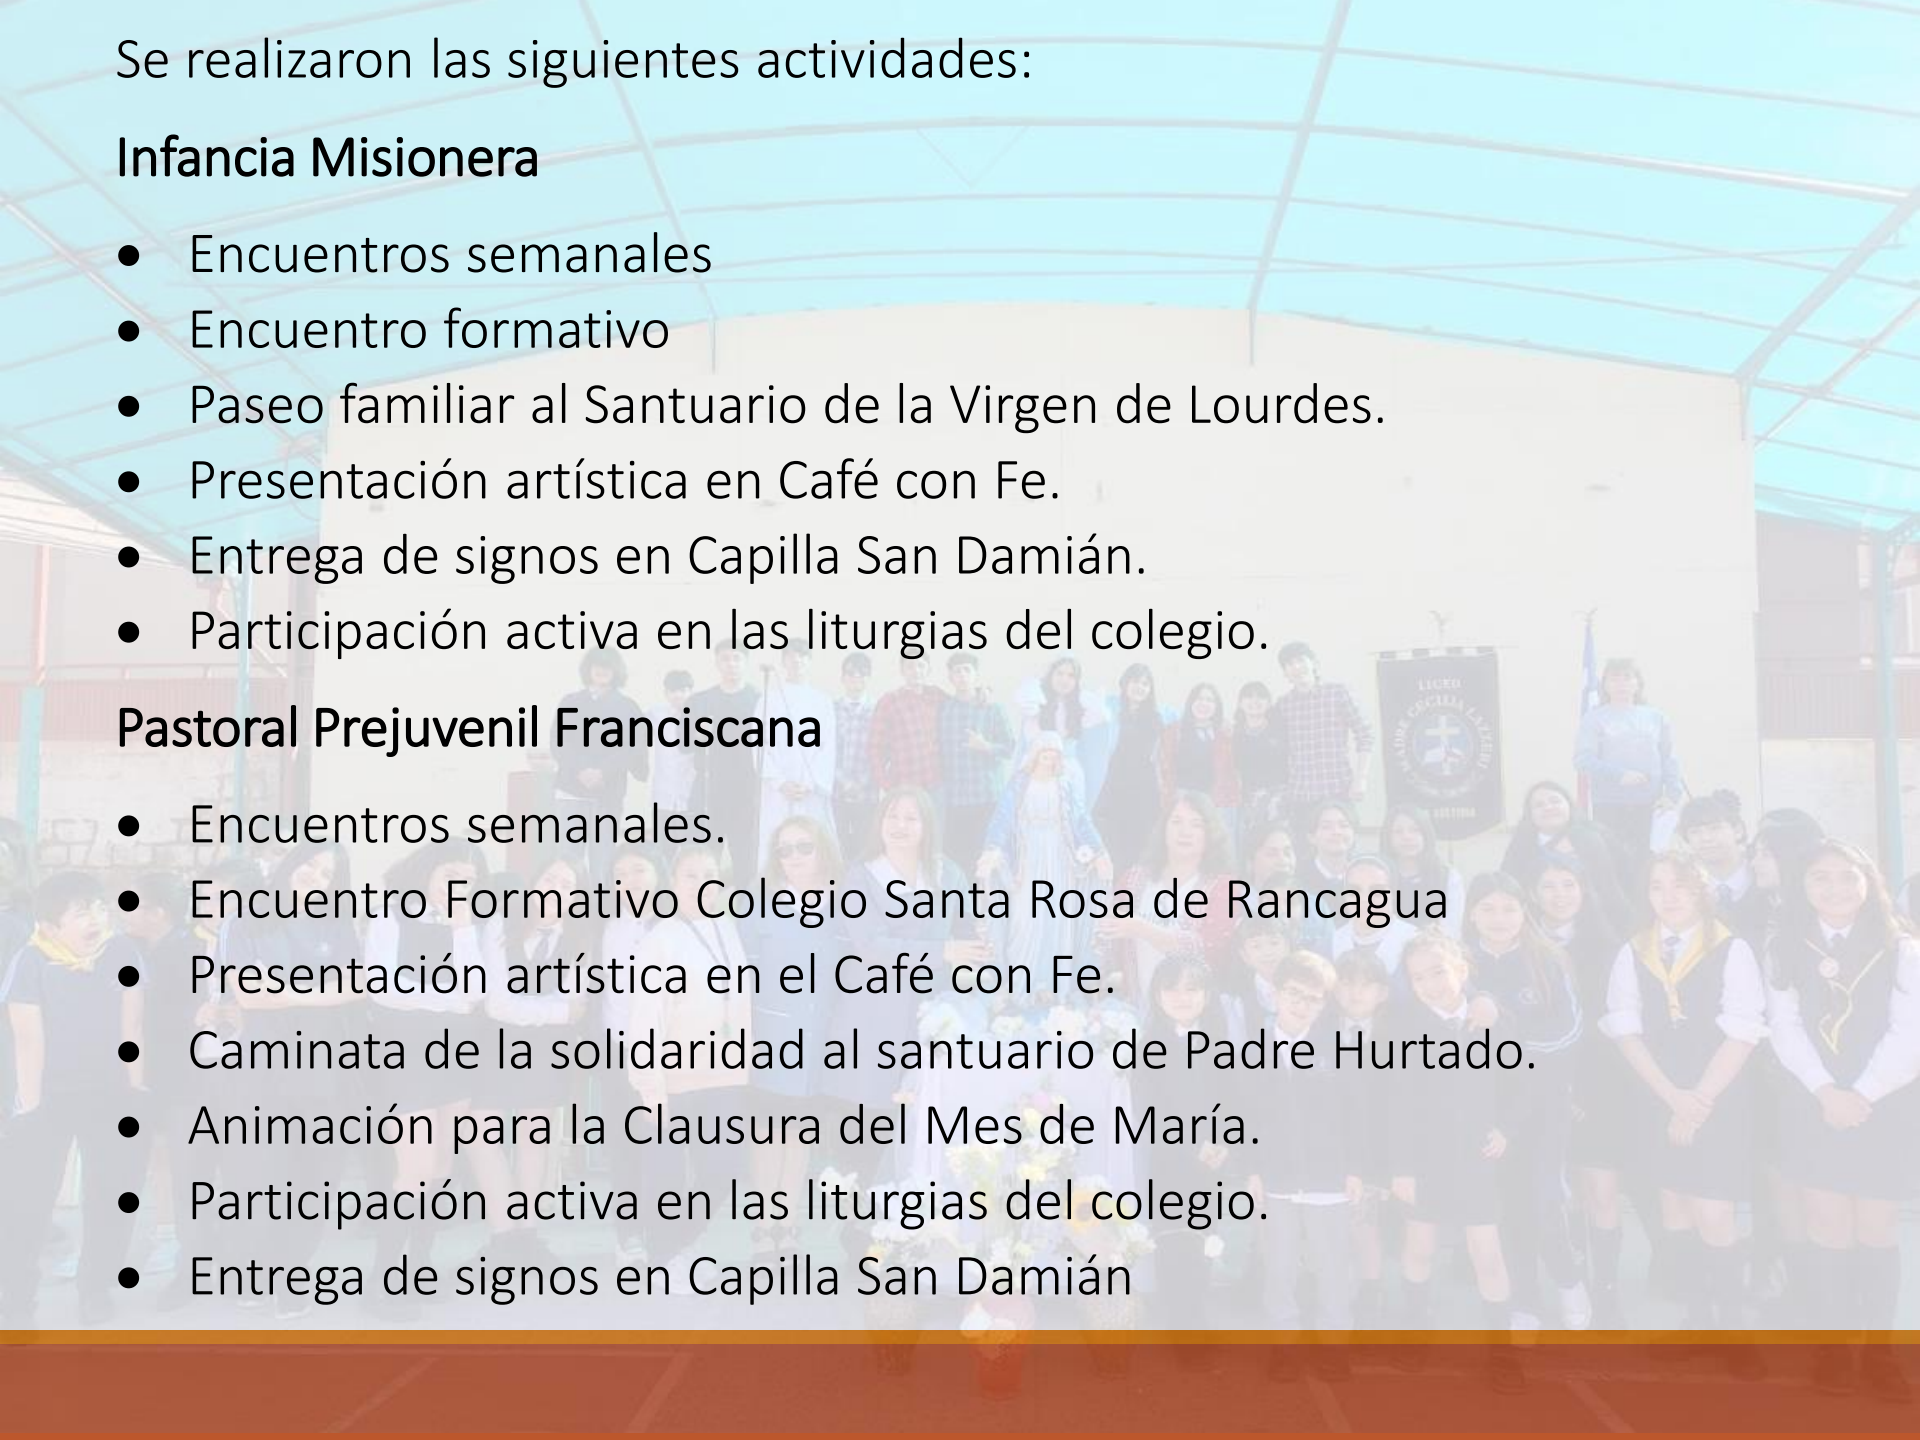 Se realizaron las siguientes actividades:
Infancia Misionera
• Encuentros semanales
• Encuentro formativo
• Paseo familiar al Santuario de la Virgen de Lourdes.
• Presentación artística en Café con Fe.
• Entrega de signos en Capilla San Damián.
• Participación activa en las liturgias del colegio.
Pastoral Prejuvenil Franciscana
• Encuentros semanales.
• Encuentro Formativo Colegio Santa Rosa de Rancagua
• Presentación artística en el Café con Fe.
• Caminata de la solidaridad al santuario de Padre Hurtado.
• Animación para la Clausura del Mes de María.
• Participación activa en las liturgias del colegio.
• Entrega de signos en Capilla San Damián
LICEO